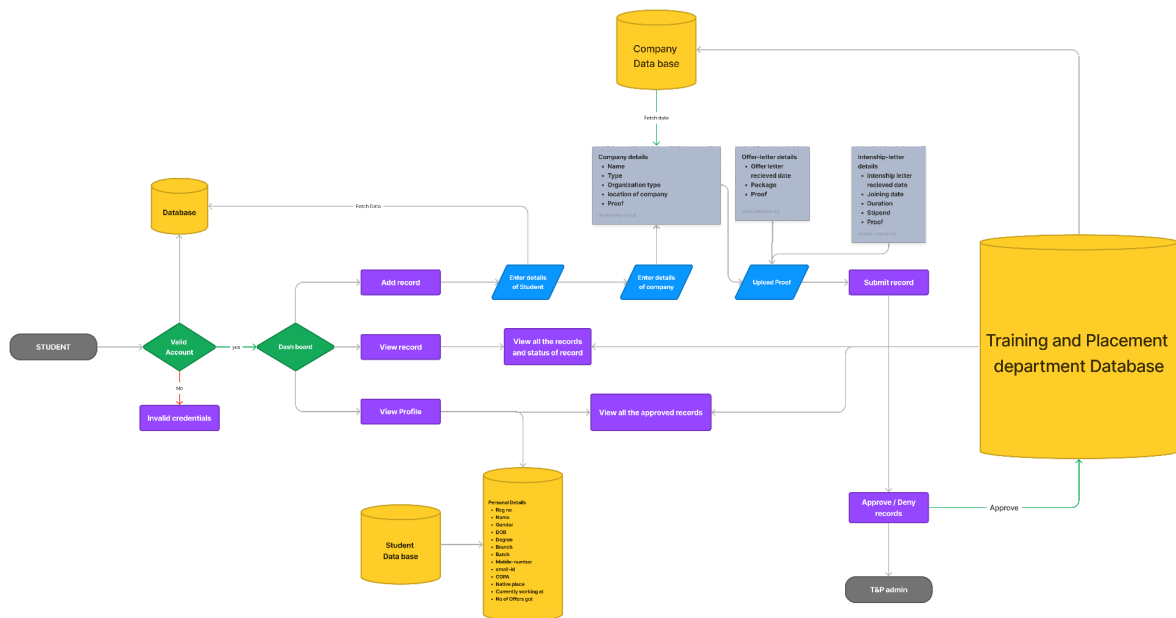 Company
Data base
Fetch data
Company details
• Name
• Type
• Organization type
• location of company
• Proof
Offer-letter details
• Offer letter
recieved date
• Package
• Proof
Intenship-letter
details
• Intenship letter
recieved date
• Joining date
• Duration
• Stipend
• Proof
Database
Fetch Data
Add record
Enter details
of Student
Enter details
of company
Upload Proof
Submit record
STUDENT
Valid
Account
yes
Dash board
View record
View all the records
and status of record
Training and Placement
department Database
No
Invalid credentials
View Profile
View all the approved records
Personal Details
• Reg no
• Name
• Gender
• DOB
• Degree
• Branch
• Batch
• Mobile-number
• email-id
• CGPA
• Native place
• Currently working at
• No of Offers got
Student
Data base
Approve / Deny
records
Approve
T&P admin